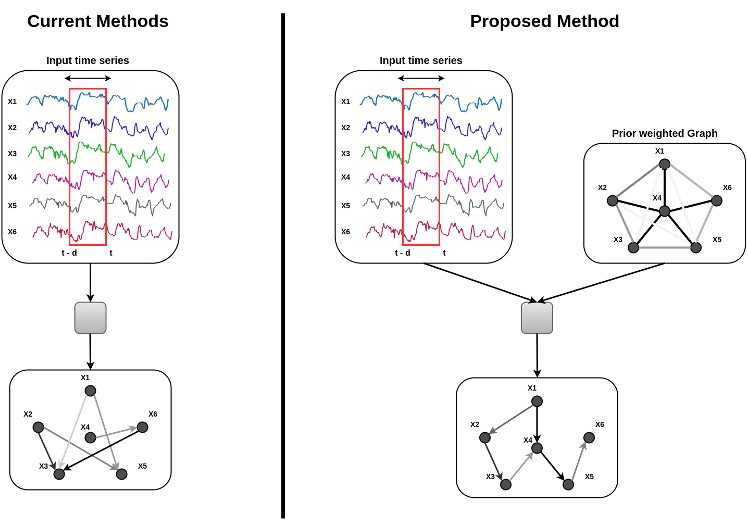 Current Methods
Input time series
X1
X2
X3
X4
X5
X6
t - d
t
X1
X2
X6
X4
X3
X5
Proposed Method
Input time series
X1
X2
X3
X4
X5
X6
t - d
t
Prior weighted Graph
X1
X2
X6
X4
X3
X5
X1
X2
X6
X4
X3
X5